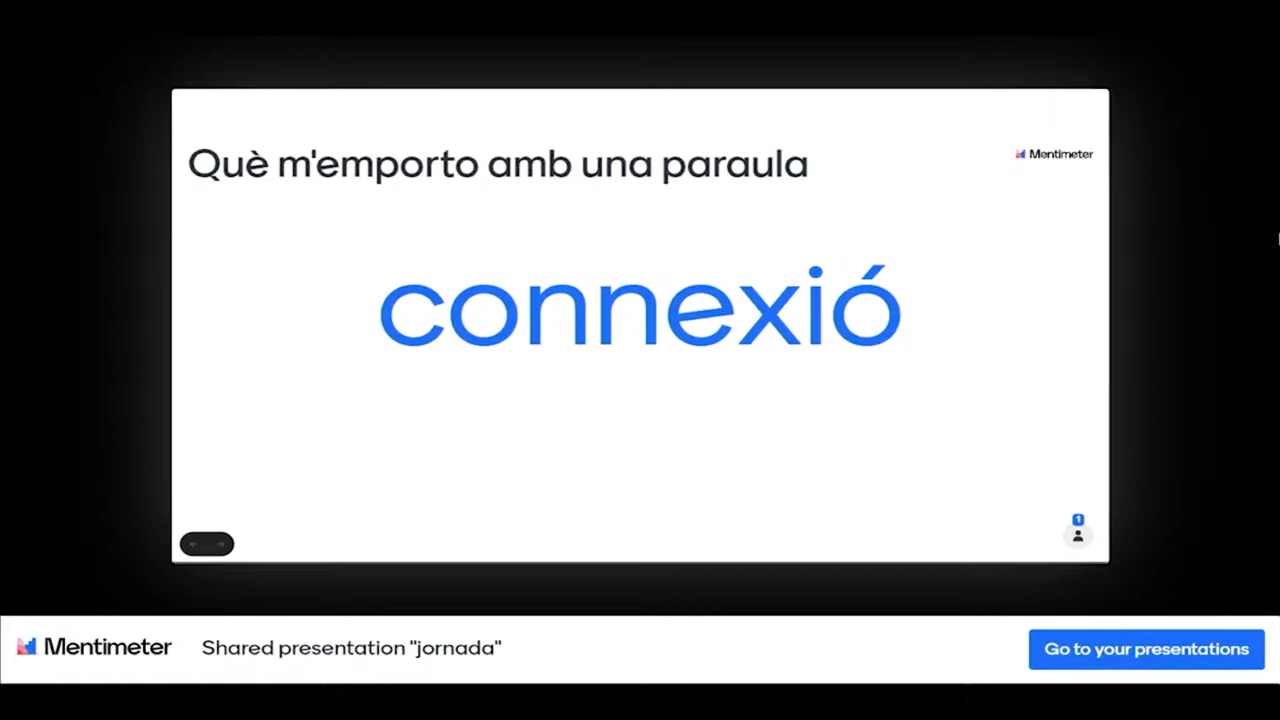 Què m'emporto amb una paraula
Mentimeter
connexió
1
Mentimeter
Shared presentation "jornada"
Go to your presentations